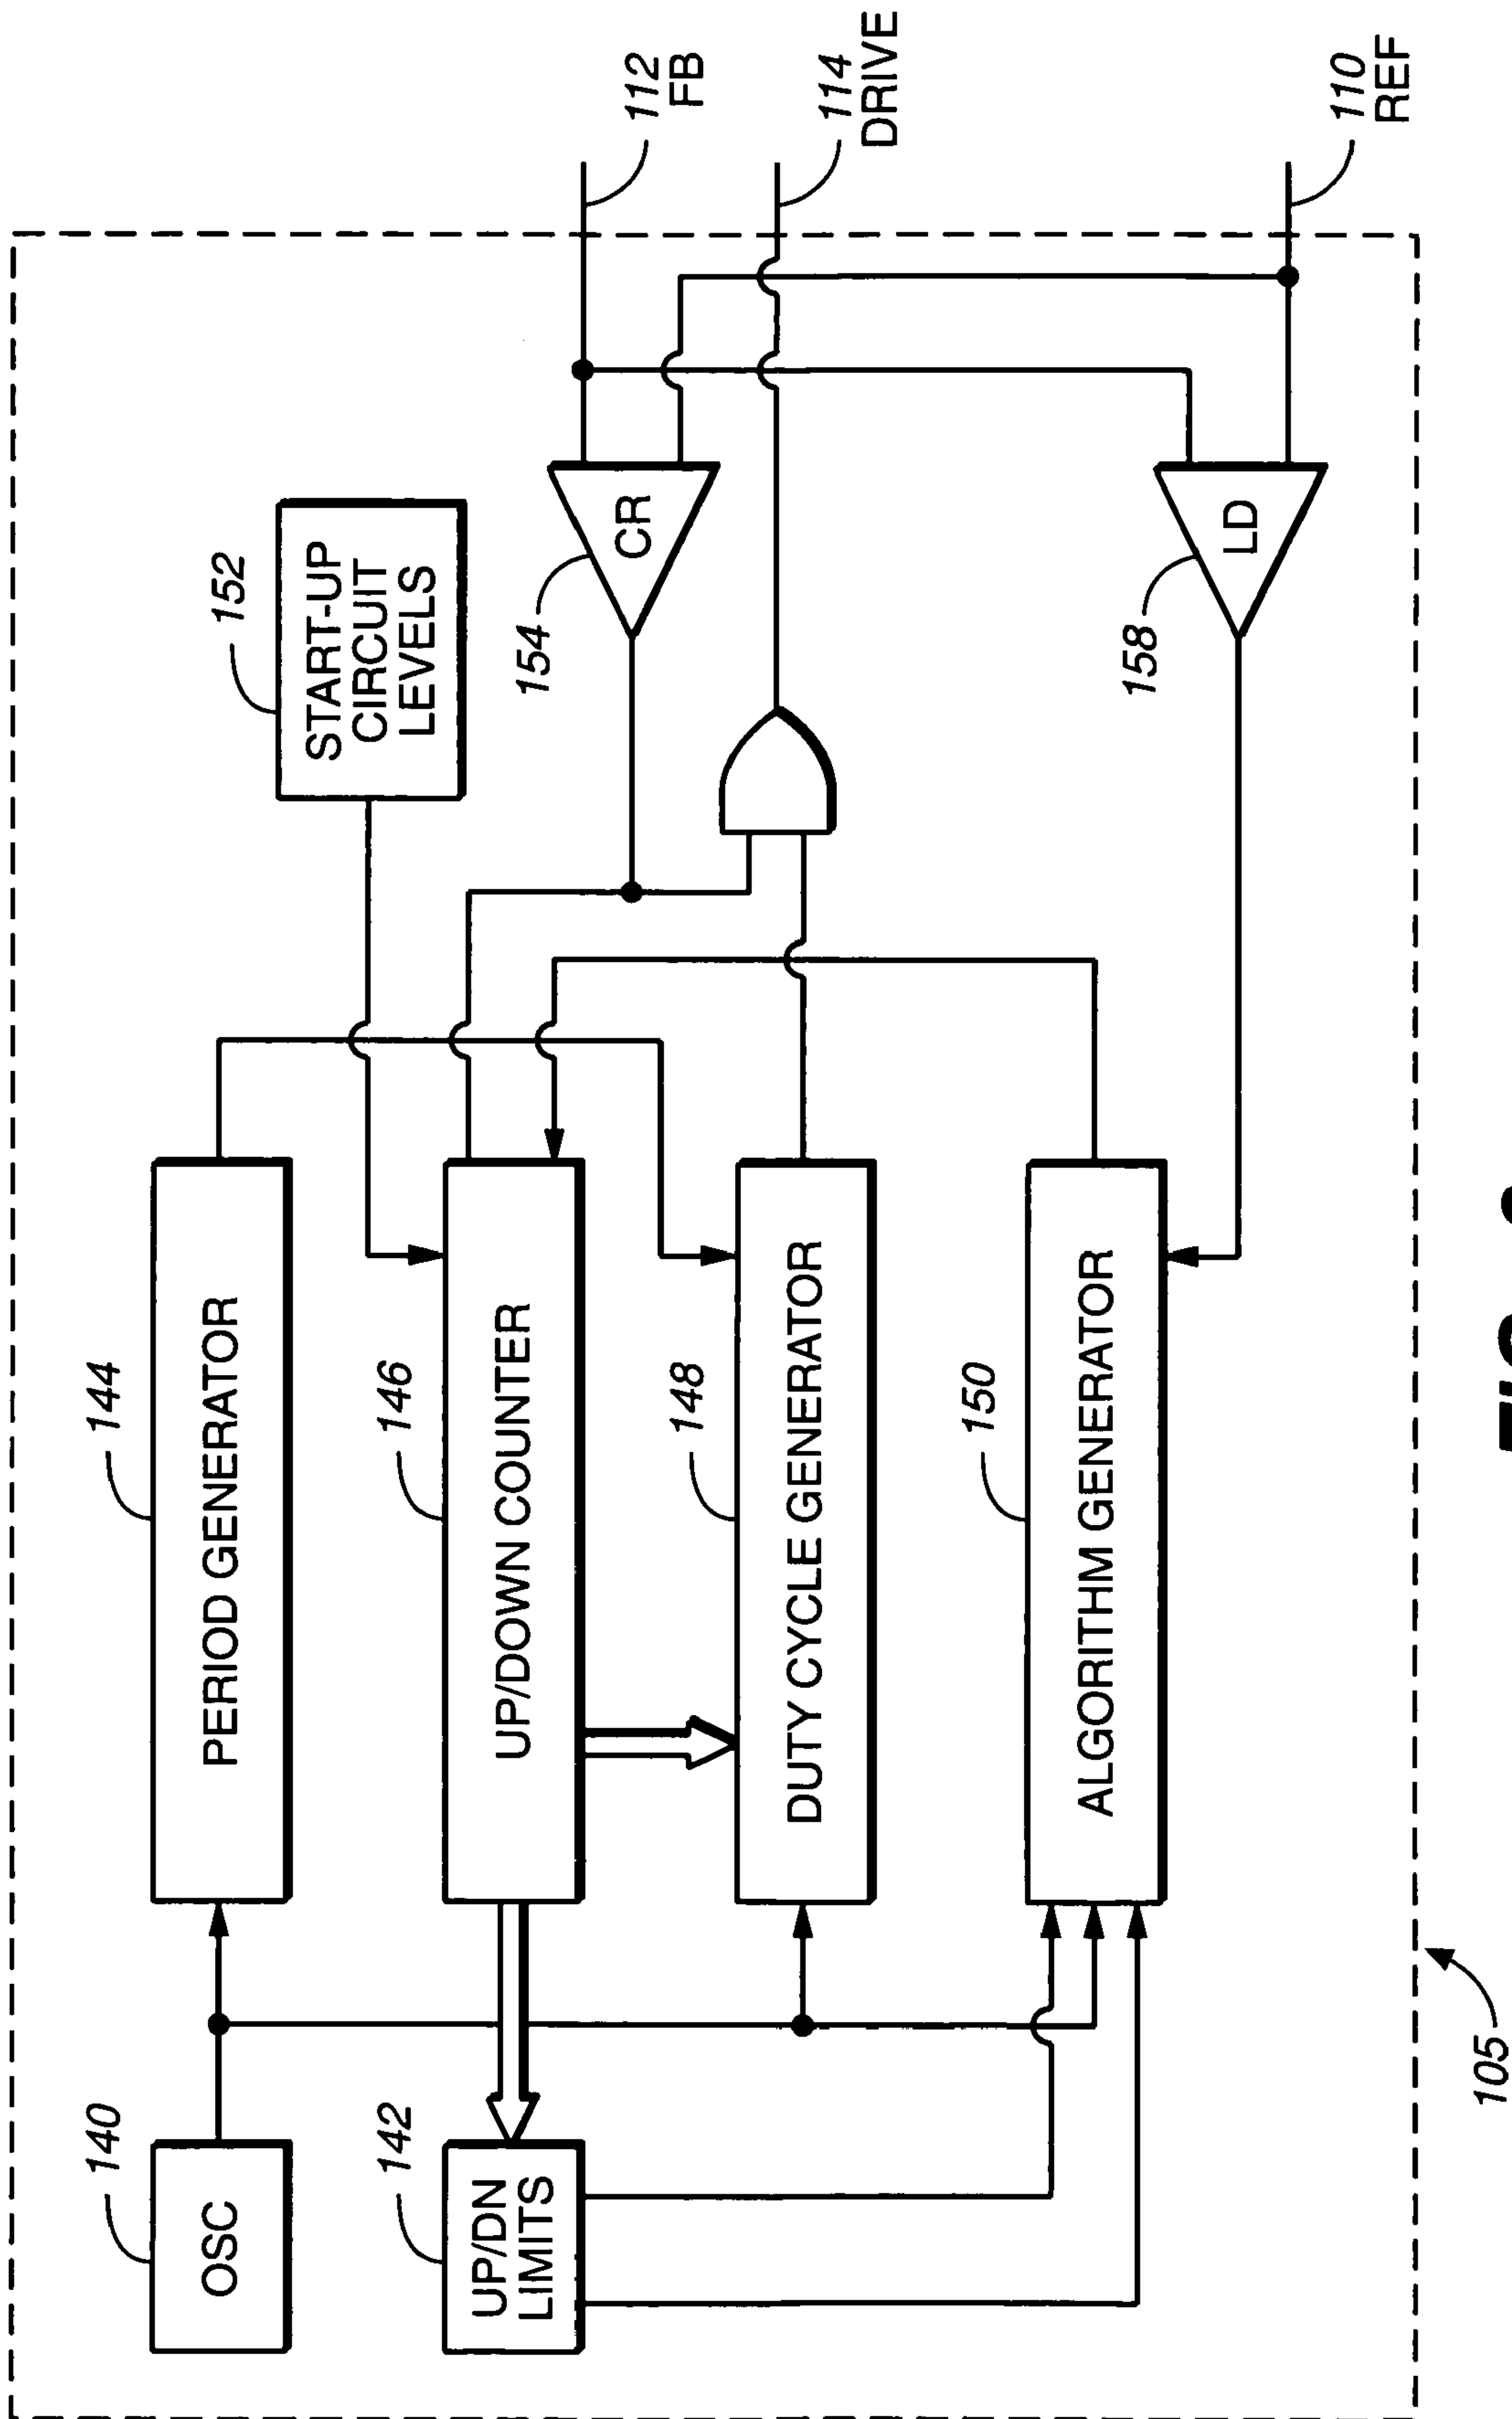 140
OSC
144
PERIOD GENERATOR
152
START-UP
CIRCUIT
LEVELS
142
UP/DN
LIMITS
146
UP/DOWN COUNTER
154
CR
112
FB
148
DUTY CYCLE GENERATOR
114
DRIVE
150
ALGORITHM GENERATOR
158
LD
110
REF
105